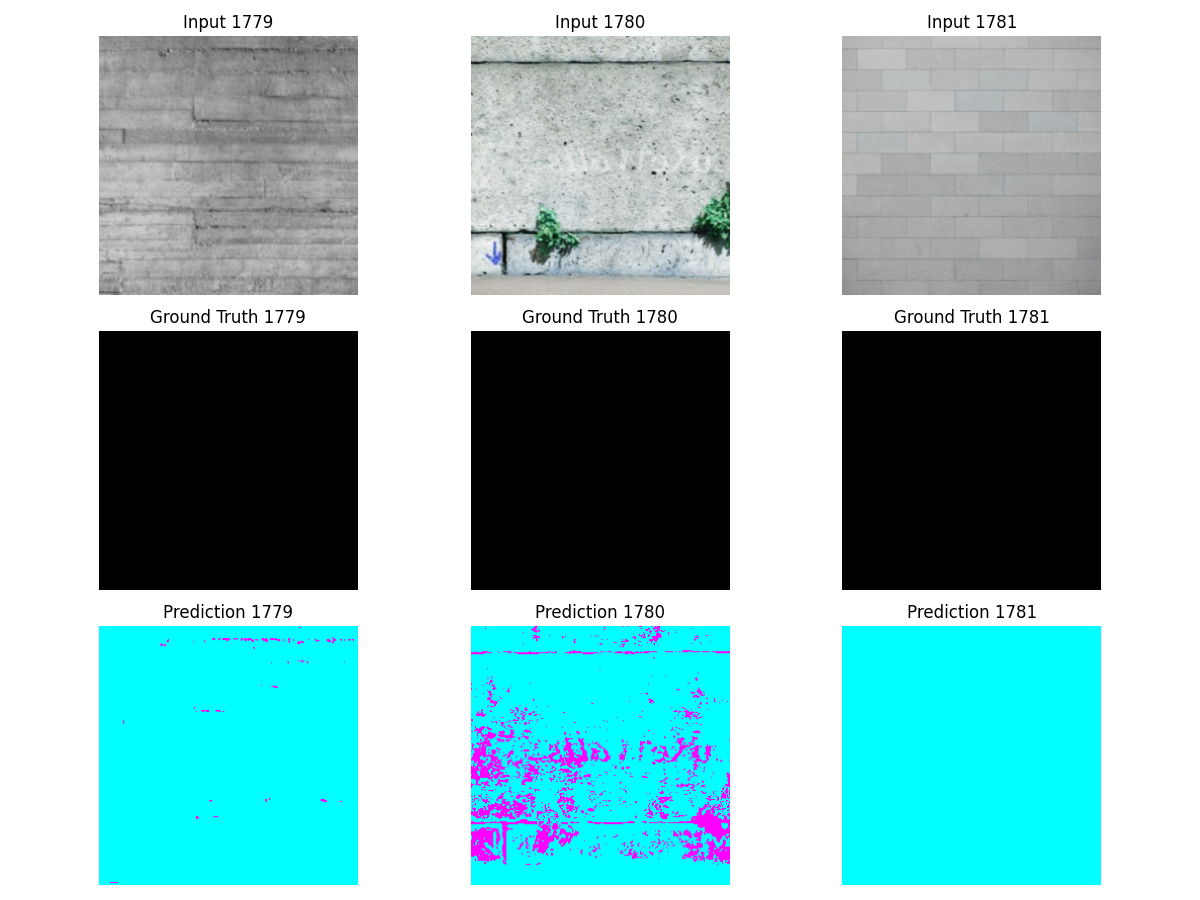 Input 1779
Input 1780
Input 1781
Ground Truth 1779
Ground Truth 1780
Ground Truth 1781
Prediction 1779
Prediction 1780
Prediction 1781